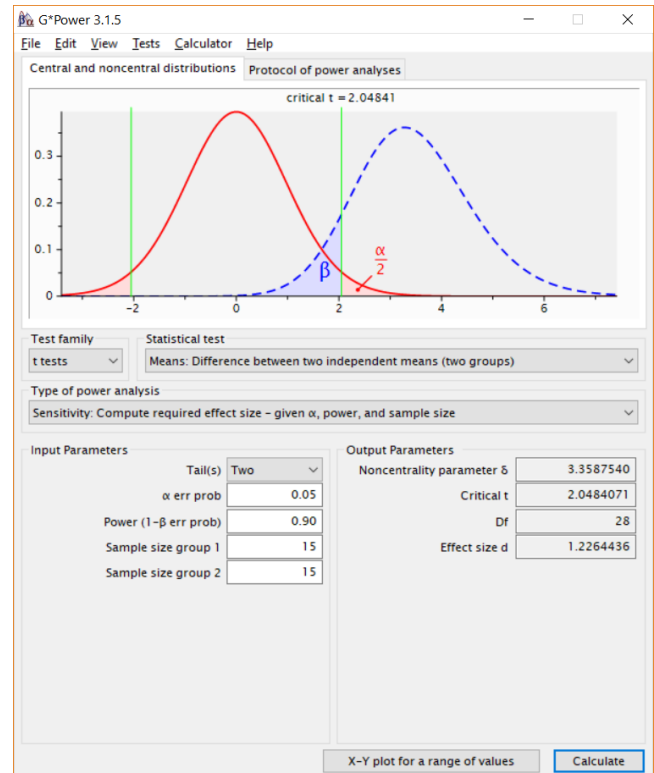 G*Power 3.1.5
File Edit View Tests Calculator Help
Central and noncentral distributions Protocol of power analyses
critical t = 2.04841
0.3
0.2
0.1
0
β
α
2
-2 0 2 4 6
Test family
t tests
Statistical test
Means: Difference between two independent means (two groups)
Type of power analysis
Sensitivity: Compute required effect size – given α, power, and sample size
Input Parameters
Tail(s) Two
α err prob 0.05
Power (1-β err prob) 0.90
Sample size group 1 15
Sample size group 2 15
Output Parameters
Noncentrality parameter δ 3.3587540
Critical t 2.0484071
Df 28
Effect size d 1.2264436
X-Y plot for a range of values Calculate